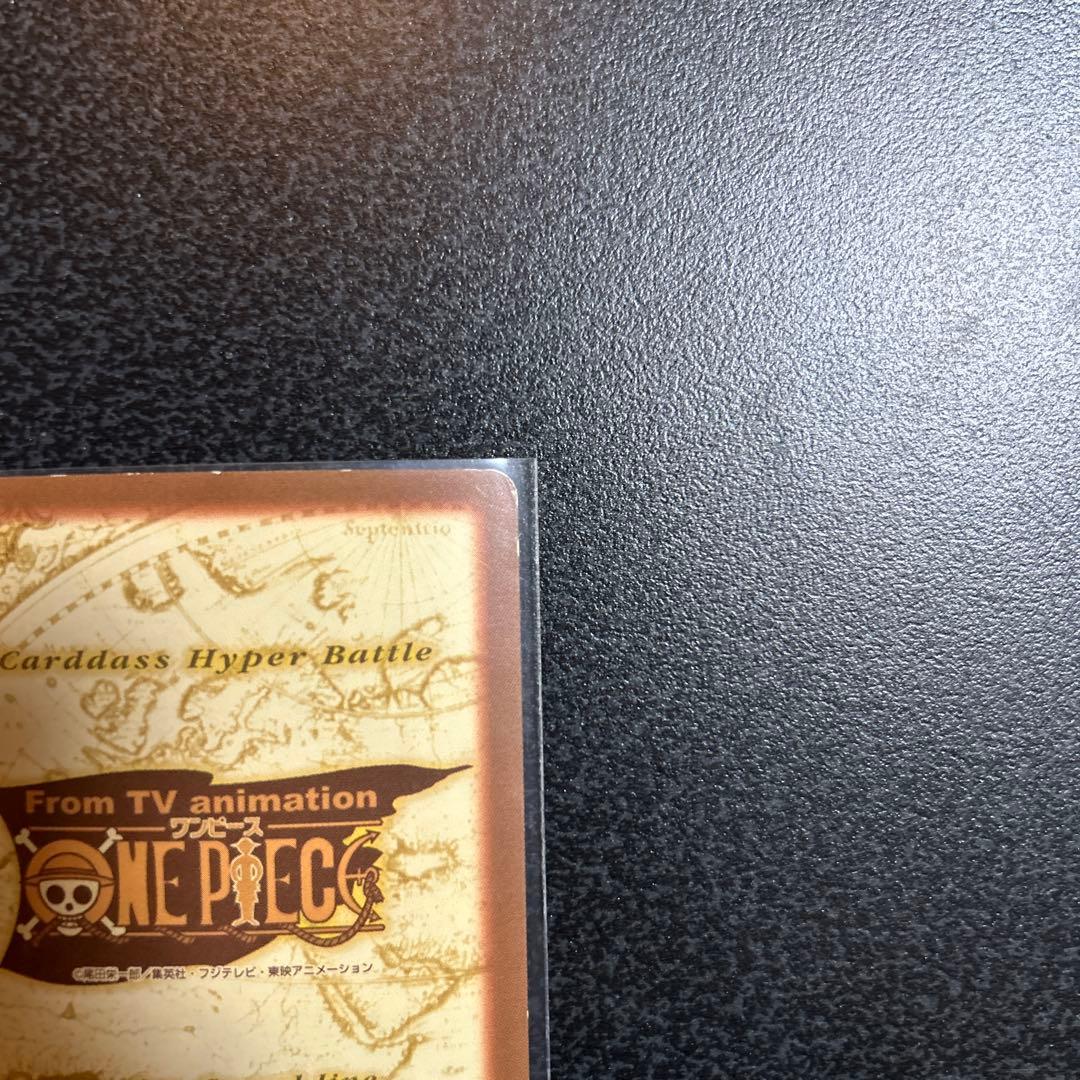 Septentrio
Carddass Hyper Battle
From TV animation
ワンピース
ONE PIECE
©尾田栄一郎／集英社・フジテレビ・東映アニメーション